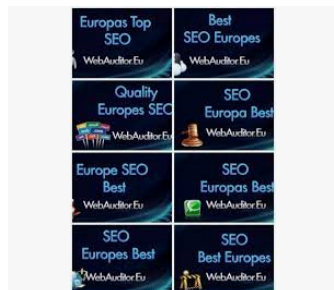 Europas Top
SEO
WebAuditor.Eu
Best
SEO Europes
WebAuditor.Eu
Quality
Europes SEO
WebAuditor.Eu
SEO
Europa Best
WebAuditor.Eu
Europe SEO
Best
WebAuditor.Eu
SEO
Europas Best
WebAuditor.Eu
SEO
Europes Best
WebAuditor.Eu
SEO
Best Europes
WebAuditor.Eu